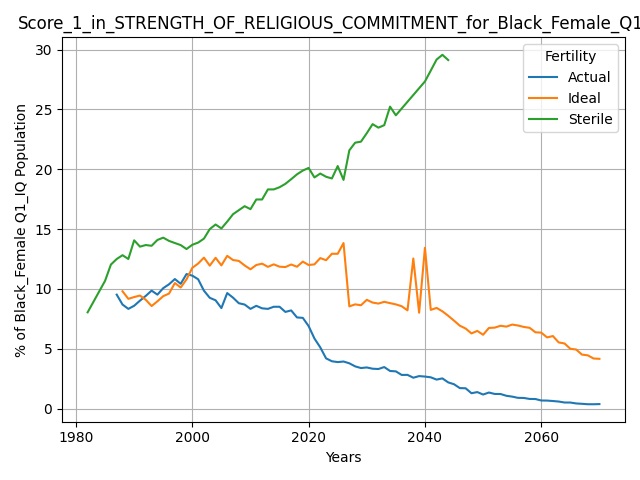 Score_1_in_STRENGTH_OF_RELIGIOUS_COMMITMENT_for_Black_Female_Q1
Fertility
Actual
Ideal
Sterile
% of Black_Female Q1_IQ Population
30
25
20
15
10
5
0
1980 2000 2020 2040 2060
Years